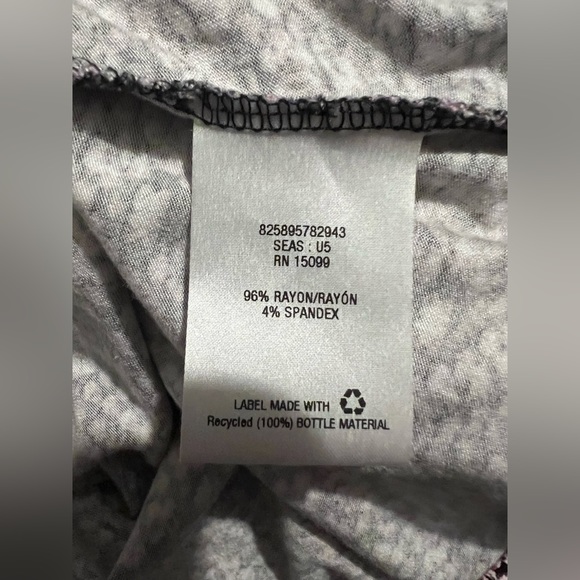 825895782943
SEAS : U5
RN 15099
96% RAYON/RAYÓN
4% SPANDEX
LABEL MADE WITH
Recycled (100%) BOTTLE MATERIAL